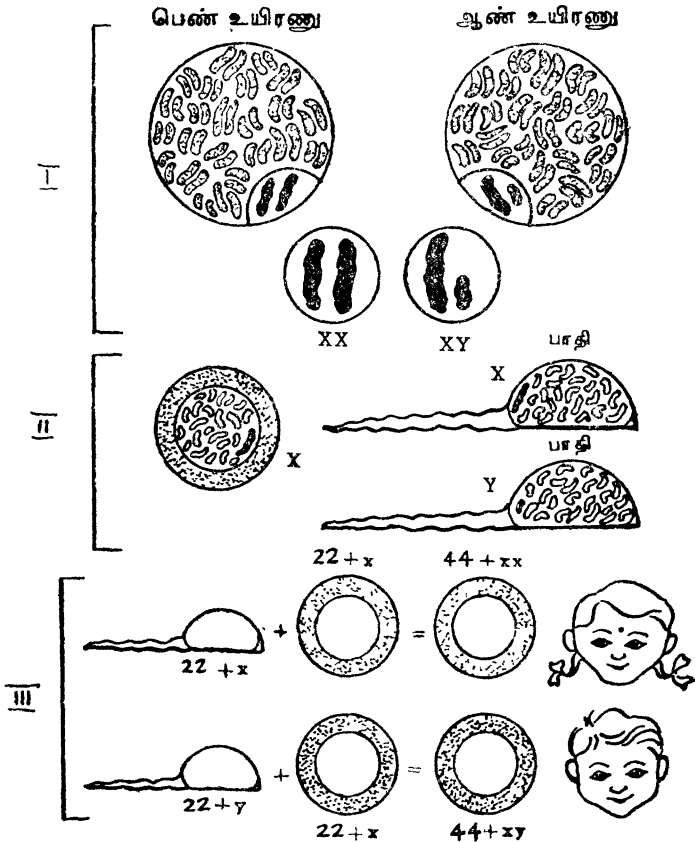 பெண் உயிரணு ஆண் உயிரணு
I
XX XY
பாதி
X
II
X
பாதி
Y
22+x 44+xx
+ =
22+x
III
+ =
22+y
22+x 44+xy